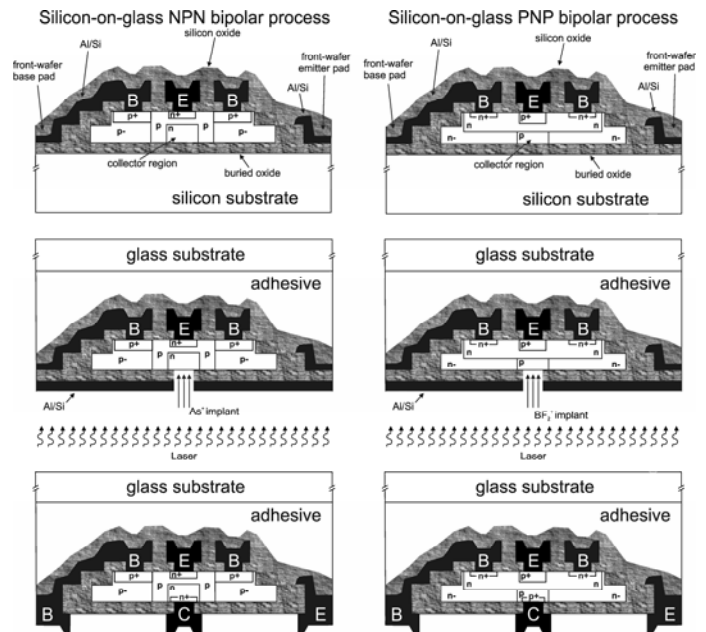 Silicon-on-glass NPN bipolar process
Silicon-on-glass PNP bipolar process
silicon oxide
Al/Si
front-wafer
base pad
front-wafer
emitter pad
Al/Si
B E B
p+ n+ p+
p- p n p p-
collector region
buried oxide
silicon substrate
silicon oxide
Al/Si
front-wafer
base pad
front-wafer
emitter pad
Al/Si
B E B
n+ p+ n+
n n
n- p n-
collector region
buried oxide
silicon substrate
glass substrate
adhesive
B E B
p+ n+ p+
p- p n p p-
Al/Si
As+ implant
Laser
glass substrate
adhesive
B E B
n+ p+ n+
n n
n- p n-
Al/Si
BF2+ implant
Laser
glass substrate
adhesive
B E B
p+ n+ p+
p- p n p p-
n+
B C E
glass substrate
adhesive
B E B
n+ p+ n+
n n
n- p p+ n-
B C E